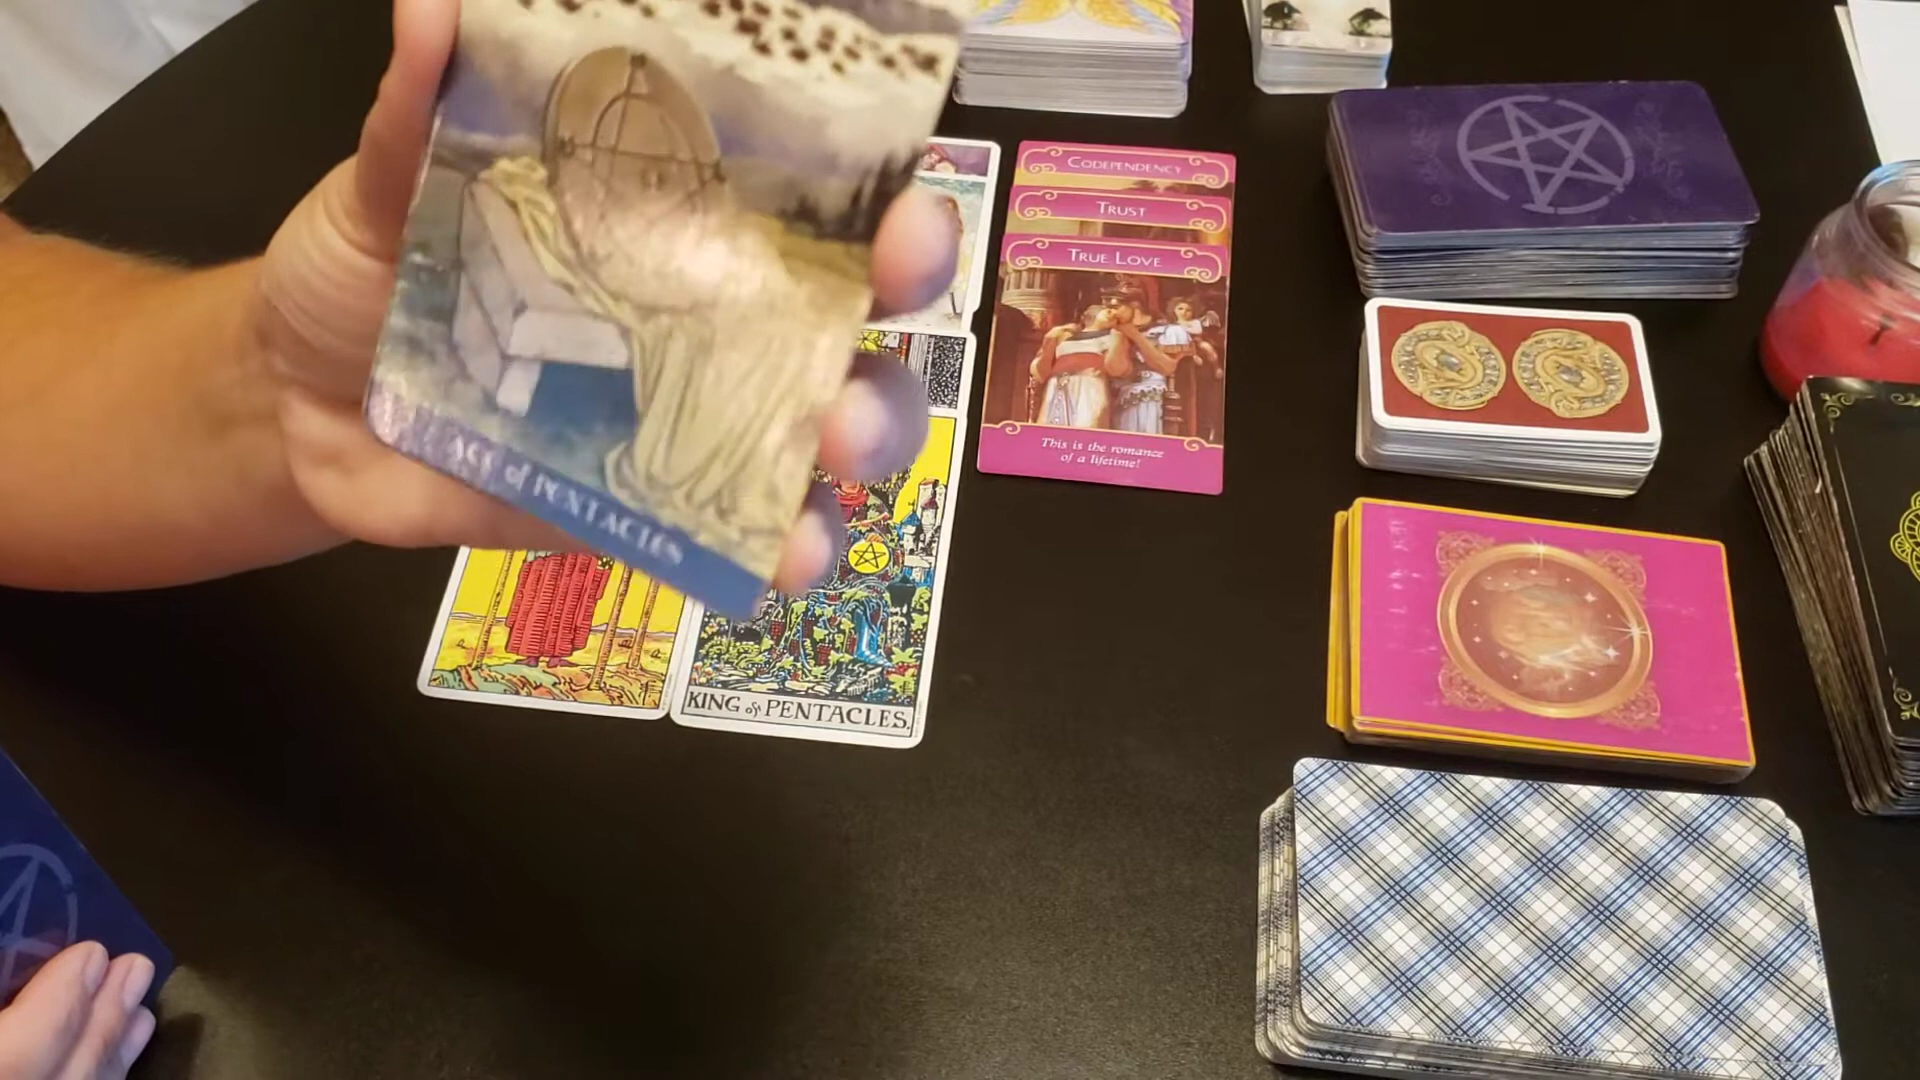 ACE of PENTACLES
CODEPENDENCY
TRUST
TRUE LOVE
This is the romance
of a lifetime!
KING of PENTACLES.